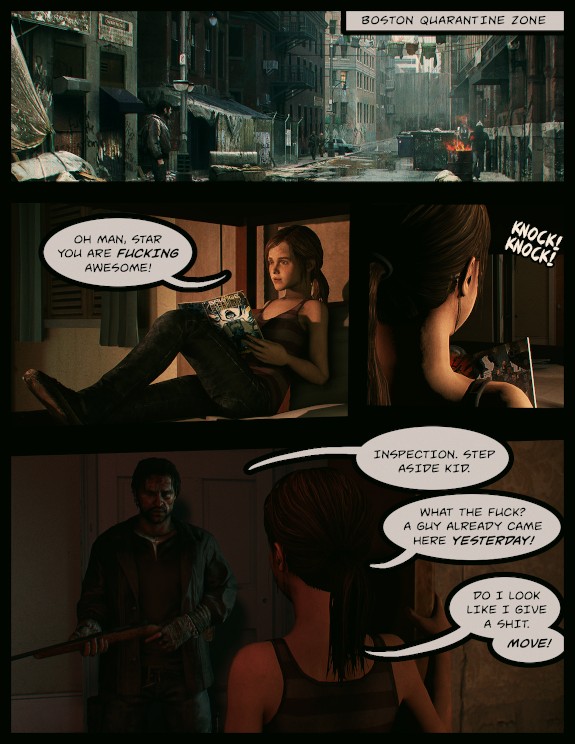 BOSTON QUARANTINE ZONE
OH MAN, STAR
YOU ARE FUCKING
AWESOME!
KNOCK!
KNOCK!
INSPECTION. STEP
ASIDE KID.
WHAT THE FUCK?
A GUY ALREADY CAME
HERE YESTERDAY!
DO I LOOK
LIKE I GIVE
A SHIT.
MOVE!